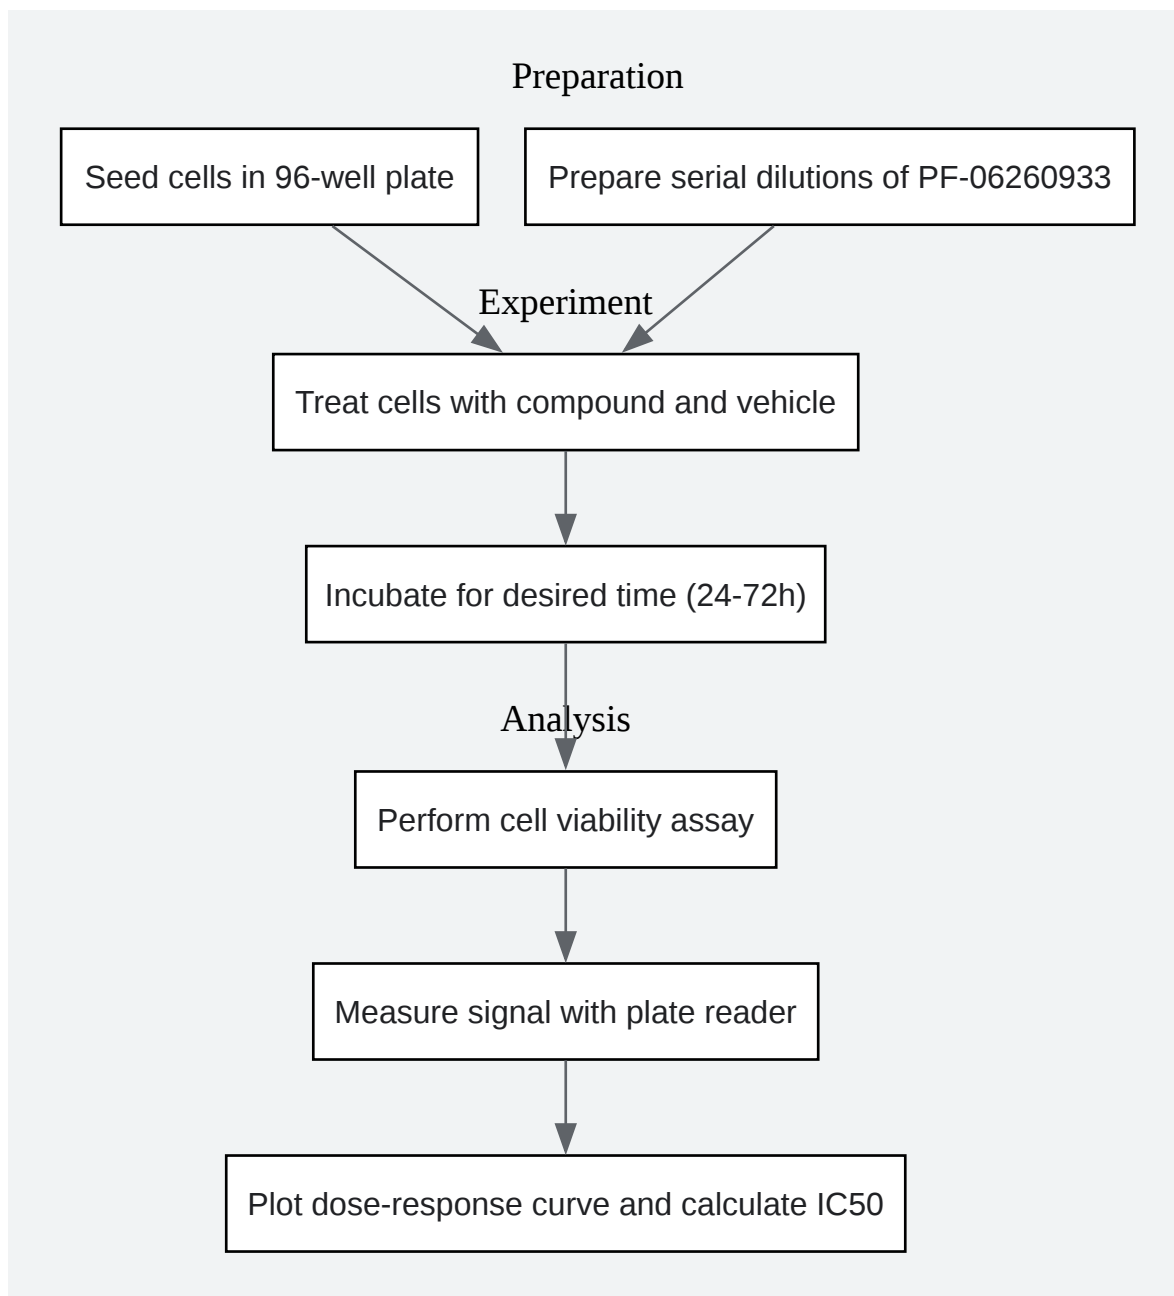 Preparation
Seed cells in 96-well plate
Prepare serial dilutions of PF-06260933
Experiment
Treat cells with compound and vehicle
Incubate for desired time (24-72h)
Analysis
Perform cell viability assay
Measure signal with plate reader
Plot dose-response curve and calculate IC50